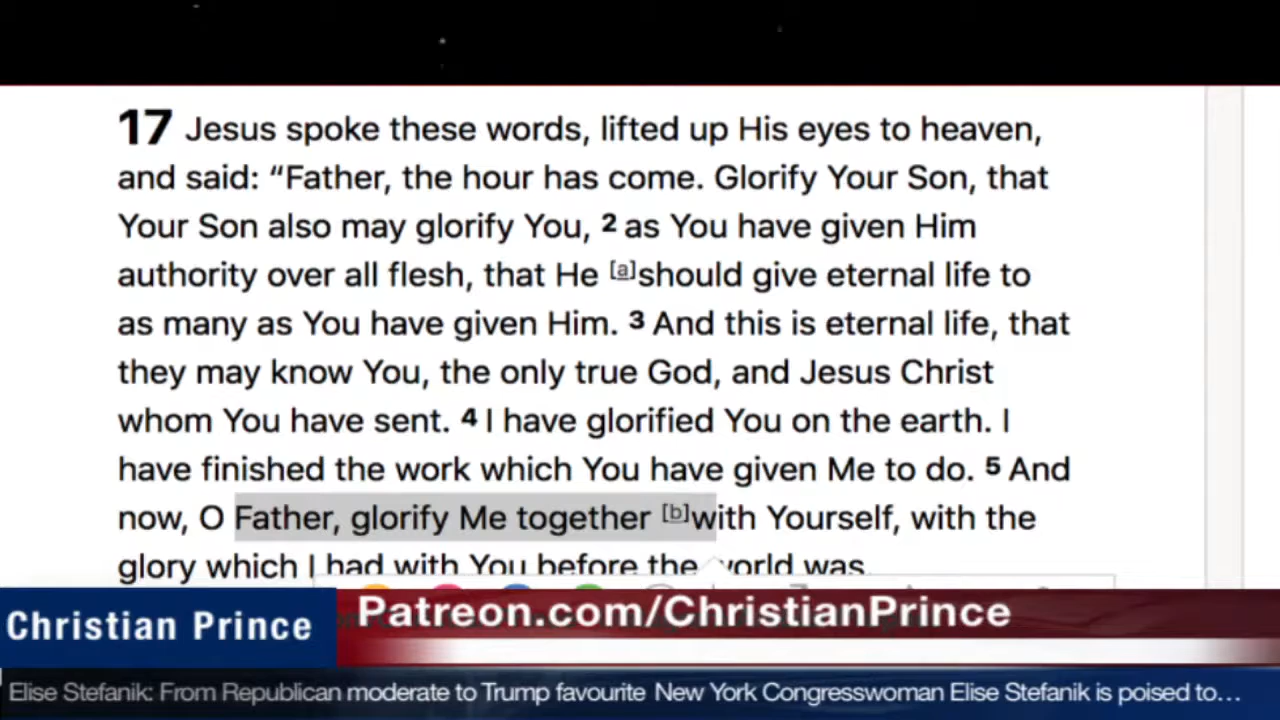 17 Jesus spoke these words, lifted up His eyes to heaven,
and said: “Father, the hour has come. Glorify Your Son, that
Your Son also may glorify You, 2 as You have given Him
authority over all flesh, that He [a]should give eternal life to
as many as You have given Him. 3 And this is eternal life, that
they may know You, the only true God, and Jesus Christ
whom You have sent. 4 I have glorified You on the earth. I
have finished the work which You have given Me to do. 5 And
now, O Father, glorify Me together [b]with Yourself, with the
glory which I had with You before the world was.
Christian Prince
Patreon.com/ChristianPrince
Elise Stefanik: From Republican moderate to Trump favourite New York Congresswoman Elise Stefanik is poised to…